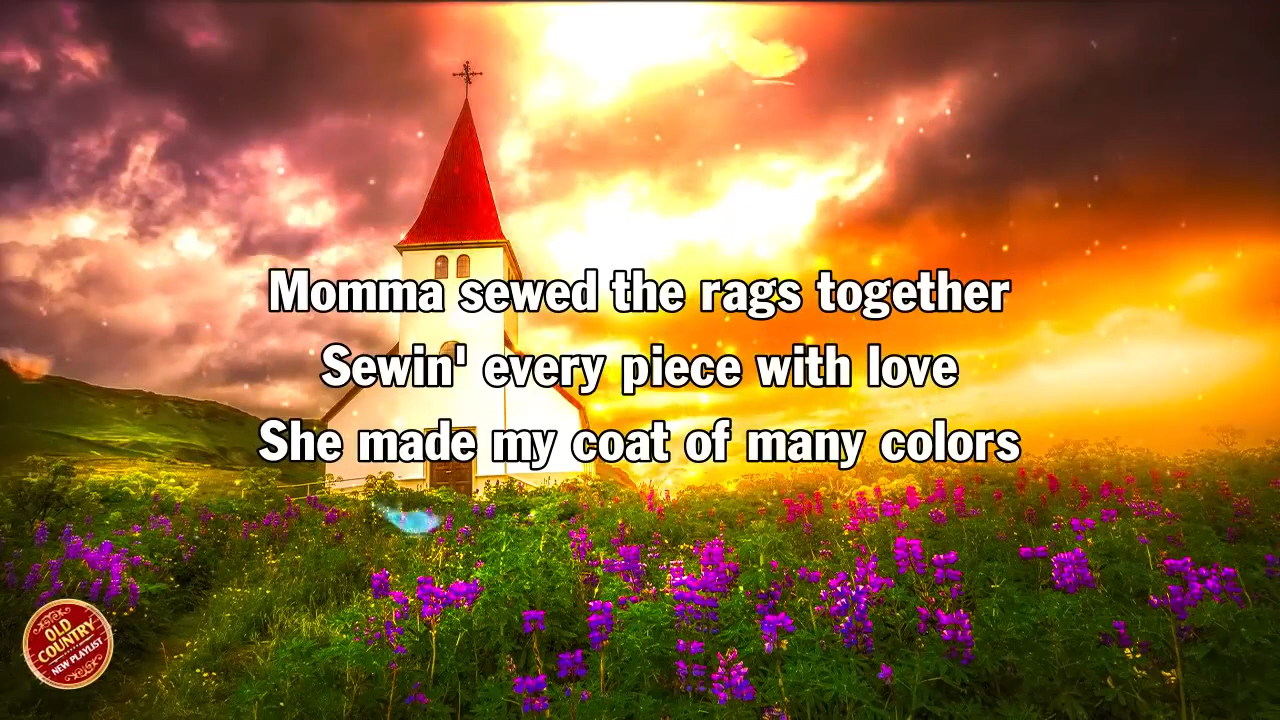 Momma sewed the rags together
Sewin' every piece with love
She made my coat of many colors
OLD
COUNTRY
NEW PLAYLIST